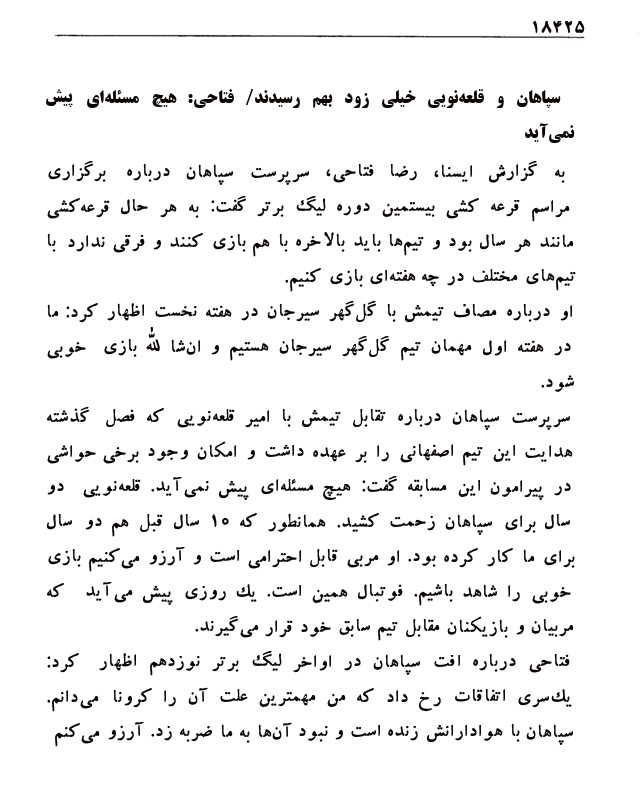 ۱۸۴۲۵
سپاهان و قلعه‌نویی خیلی زود بهم رسیدند/ فتاحی: هیچ مسئله‌ای پیش
نمی‌آید
به گزارش ایسنا، رضا فتاحی، سرپرست سپاهان درباره برگزاری
مراسم قرعه کشی بیستمین دوره لیگ برتر گفت: به هر حال قرعه‌کشی
مانند هر سال بود و تیم‌ها باید بالاخره با هم بازی کنند و فرقی ندارد با
تیم‌های مختلف در چه هفته‌ای بازی کنیم.
او درباره مصاف تیمش با گل‌گهر سیرجان در هفته نخست اظهار کرد: ما
در هفته اول مهمان تیم گل‌گهر سیرجان هستیم و ان‌شا لله بازی خوبی
شود.
سرپرست سپاهان درباره تقابل تیمش با امیر قلعه‌نویی که فصل گذشته
هدایت این تیم اصفهانی را بر عهده داشت و امکان وجود برخی حواشی
در پیرامون این مسابقه گفت: هیچ مسئله‌ای پیش نمی‌آید. قلعه‌نویی دو
سال برای سپاهان زحمت کشید. همانطور که ۱۰ سال قبل هم دو سال
برای ما کار کرده بود. او مربی قابل احترامی است و آرزو می‌کنیم بازی
خوبی را شاهد باشیم. فوتبال همین است. یك روزی پیش می‌آید که
مربیان و بازیکنان مقابل تیم سابق خود قرار می‌گیرند.
فتاحی درباره افت سپاهان در اواخر لیگ برتر نوزدهم اظهار کرد:
یك‌سری اتفاقات رخ داد که من مهمترین علت آن را کرونا می‌دانم.
سپاهان با هوادارانش زنده است و نبود آن‌ها به ما ضربه زد. آرزو می‌کنم